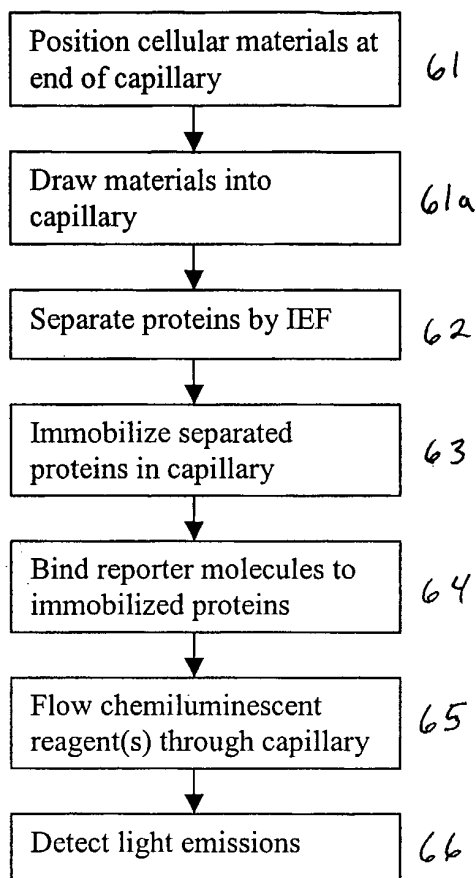 Position cellular materials at
end of capillary
61
Draw materials into
capillary
61a
Separate proteins by IEF
62
Immobilize separated
proteins in capillary
63
Bind reporter molecules to
immobilized proteins
64
Flow chemiluminescent
reagent(s) through capillary
65
Detect light emissions
66